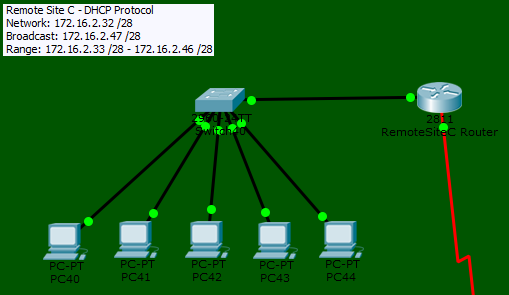 Remote Site C - DHCP Protocol
Network: 172.16.2.32 /28
Broadcast: 172.16.2.47 /28
Range: 172.16.2.33 /28 - 172.16.2.46 /28
Switch40
2811
RemoteSiteC Router
PC-PT
PC40
PC-PT
PC41
PC-PT
PC42
PC-PT
PC43
PC-PT
PC44